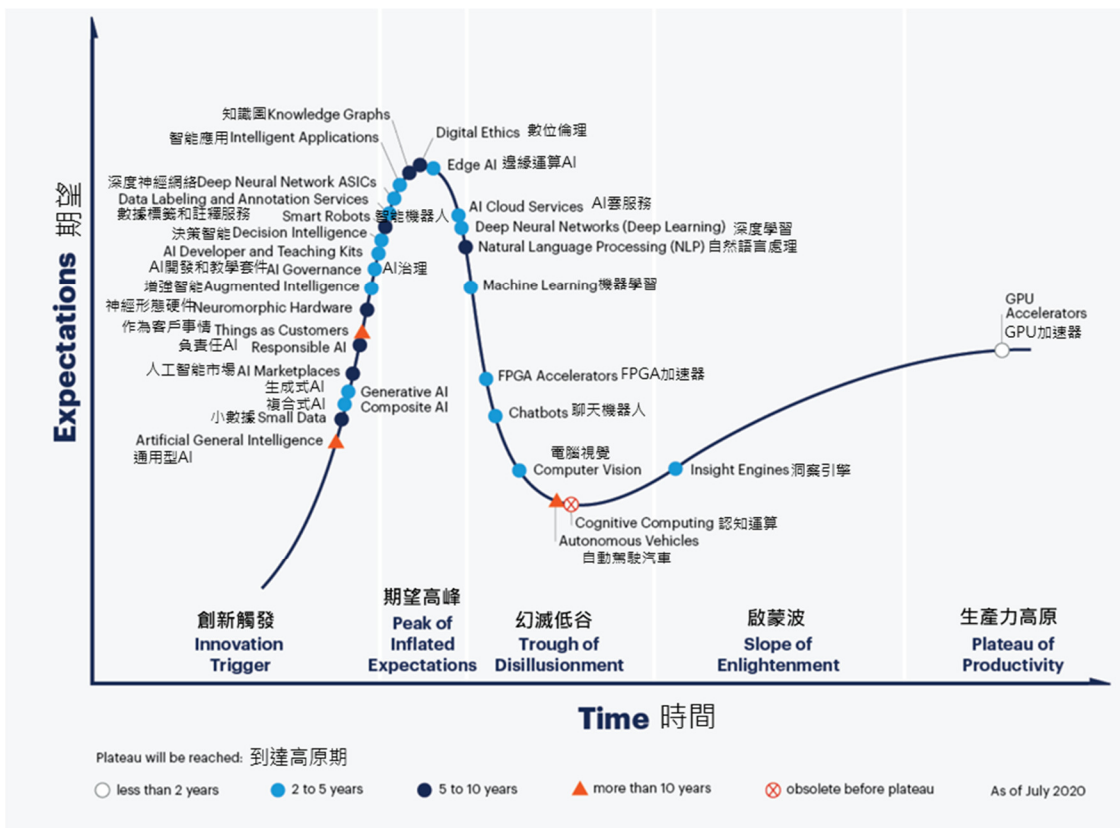 Expectations 期望
知識圖Knowledge Graphs
智能應用Intelligent Applications
深度神經網絡Deep Neural Network ASICs
Data Labeling and Annotation Services
數據標籤和註釋服務
Smart Robots 智能機器人
決策智能Decision Intelligence
AI Developer and Teaching Kits
AI開發和教學套件AI Governance AI治理
增強智能Augmented Intelligence
神經形態硬件Neuromorphic Hardware
作為客戶事情 Things as Customers
負責任AI Responsible AI
人工智能市場 AI Marketplaces
生成式AI Generative AI
複合式AI Composite AI
小數據 Small Data
Artificial General Intelligence
通用型AI
Digital Ethics 數位倫理
Edge AI 邊緣運算AI
AI Cloud Services AI雲服務
Deep Neural Networks (Deep Learning) 深度學習
Natural Language Processing (NLP) 自然語言處理
Machine Learning機器學習
FPGA Accelerators FPGA加速器
Chatbots 聊天機器人
電腦視覺
Computer Vision
Cognitive Computing 認知運算
Autonomous Vehicles
自動駕駛汽車
Insight Engines 洞察引擎
GPU
Accelerators
GPU加速器
創新觸發
Innovation
Trigger
期望高峰
Peak of
Inflated
Expectations
幻滅低谷
Trough of
Disillusionment
啟蒙波
Slope of
Enlightenment
生產力高原
Plateau of
Productivity
Time 時間
Plateau will be reached: 到達高原期
less than 2 years
2 to 5 years
5 to 10 years
more than 10 years
obsolete before plateau
As of July 2020